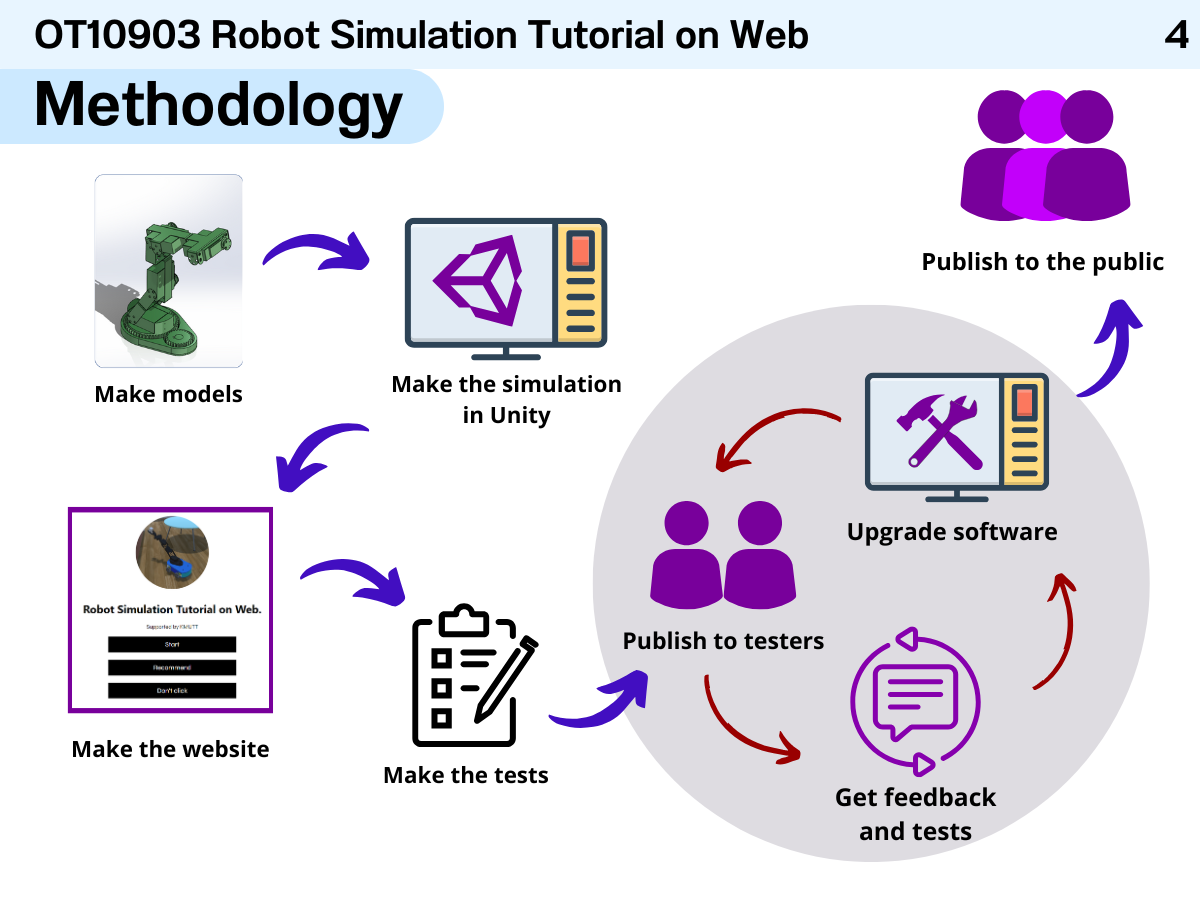 OT10903 Robot Simulation Tutorial on Web
4
Methodology
Make models
Make the simulation
in Unity
Make the website
Robot Simulation Tutorial on Web.
Supported by FIBO,KMUTT
Start
Recommend
Don't click
Make the tests
Publish to testers
Get feedback
and tests
Upgrade software
Publish to the public